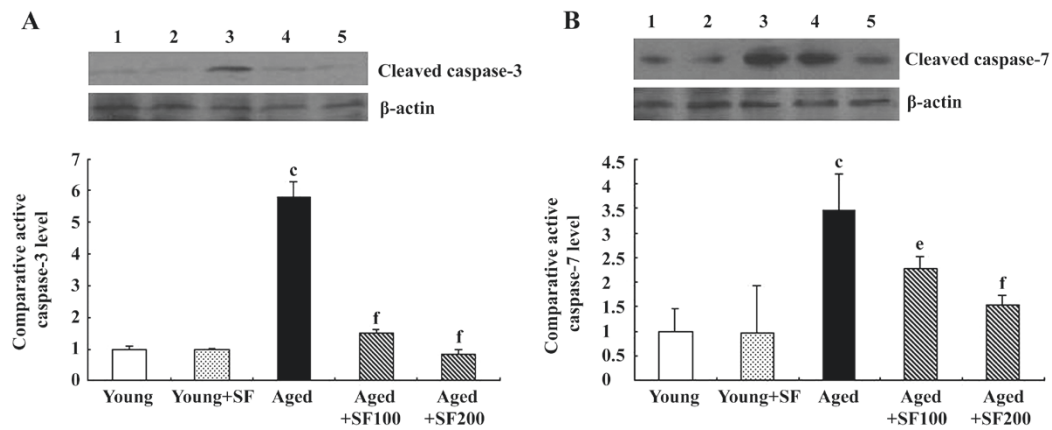 A
1 2 3 4 5
Cleaved caspase-3
β-actin
Comparative active
caspase-3 level
7
6
5
4
3
2
1
0
c
f
f
Young Young+SF Aged Aged Aged
+SF100 +SF200
B
1 2 3 4 5
Cleaved caspase-7
β-actin
Comparative active
caspase-7 level
4.5
4
3.5
3
2.5
2
1.5
1
0.5
0
c
e
f
Young Young+SF Aged Aged Aged
+SF100 +SF200